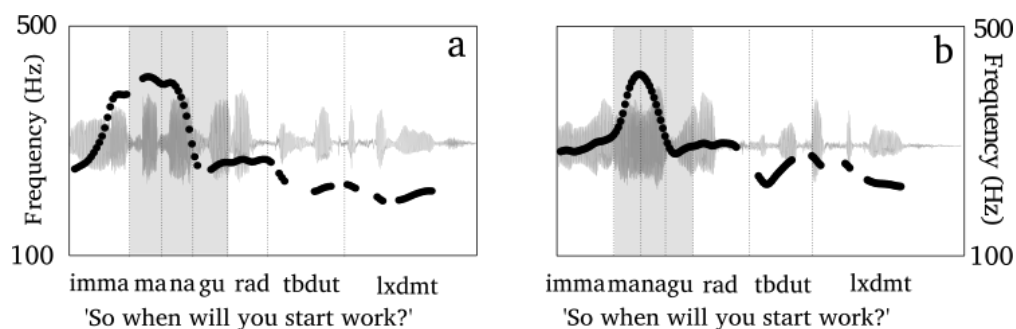 500
a
Frequency (Hz)
100
imma ma na gu rad tbdut lxdmt
'So when will you start work?'
500
b
Frequency (Hz)
100
imma managu rad tbdut lxdmt
'So when will you start work?'